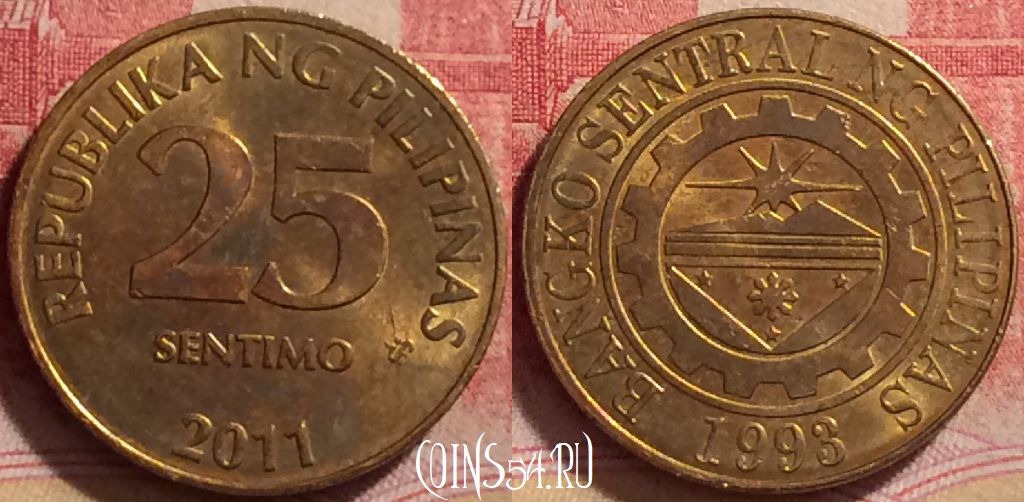 REPUBLIKA NG PILIPINAS
25
SENTIMO
2011
BANGKO SENTRAL NG PILIPINAS
1993
COINS54.RU